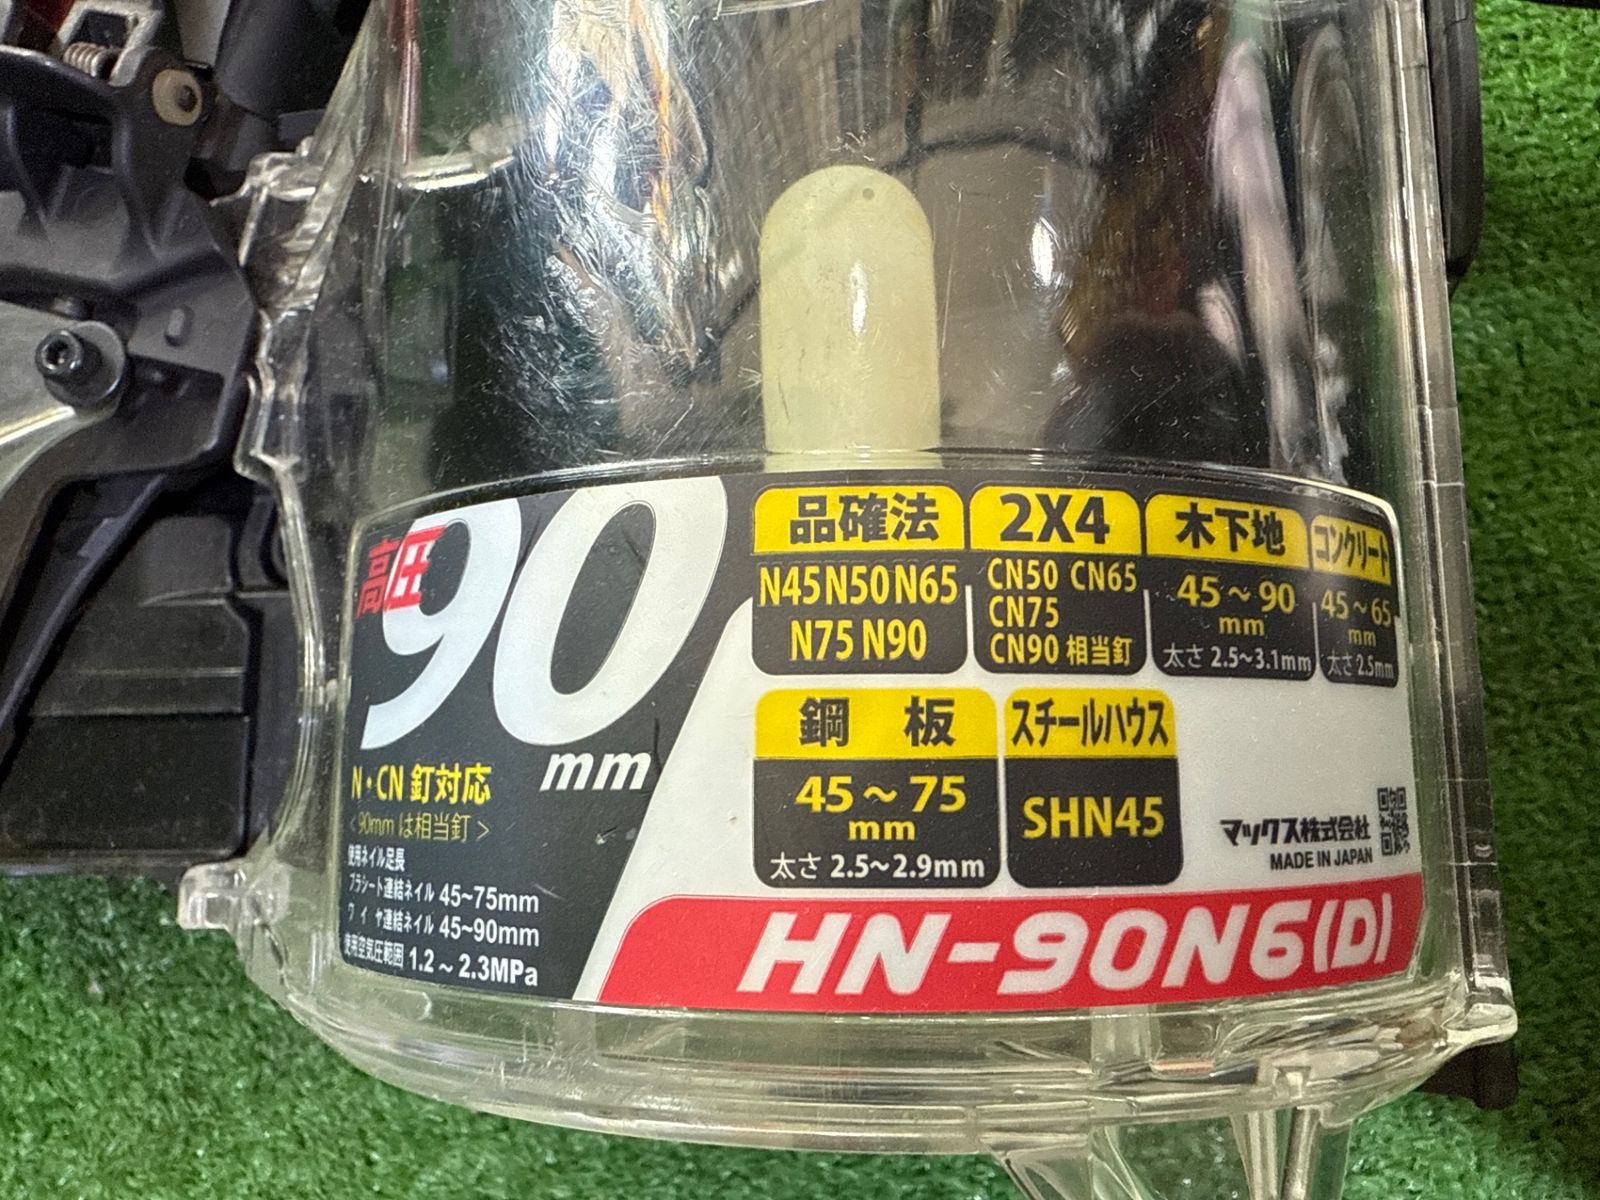 高圧
90mm
N・CN 釘対応
<90mmは相当釘>
使用ネイル足長
プラシート連結ネイル 45~75mm
ワイヤ連結ネイル 45~90mm
使用空気圧範囲 1.2~2.3MPa
品確法
N45 N50 N65
N75 N90
2X4
CN50 CN65
CN75
CN90 相当釘
木下地
45~90
mm
太さ 2.5~3.1mm
コンクリート
45~65
mm
太さ 2.5mm
鋼 板
45~75
mm
太さ 2.5~2.9mm
スチールハウス
SHN45
マックス株式会社
MADE IN JAPAN
HN-90N6(D)